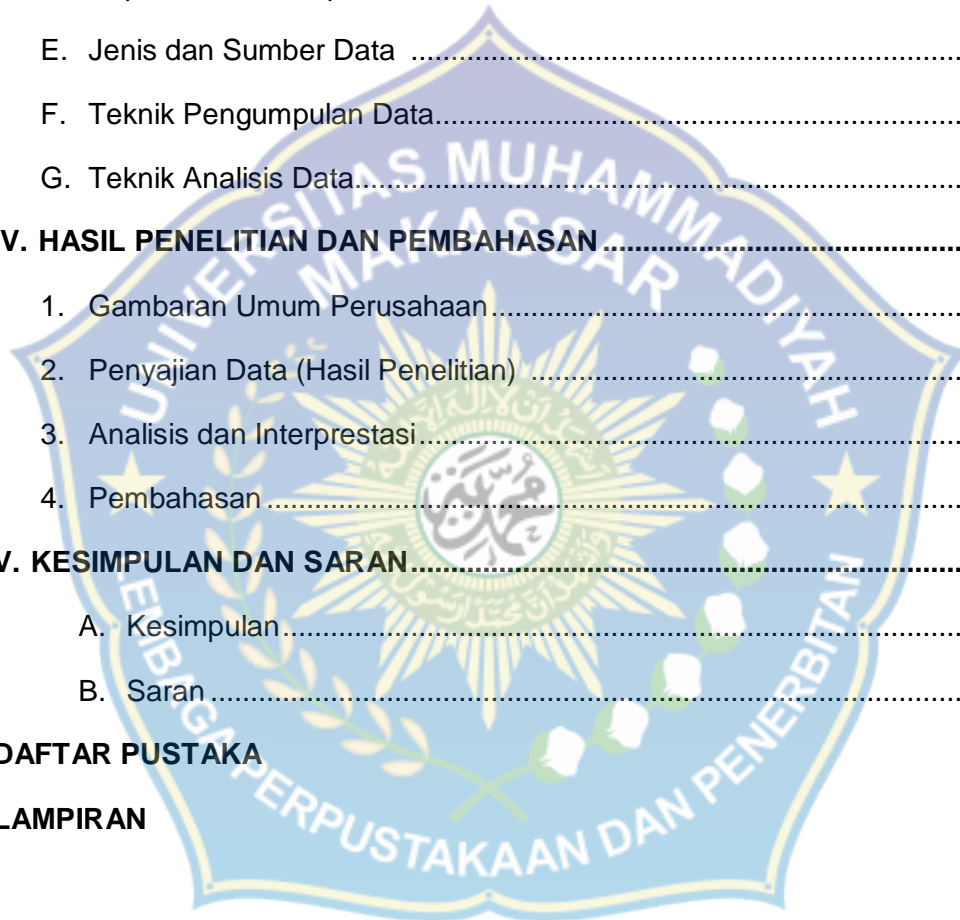 E. Jenis dan Sumber Data ........................................................................
F. Teknik Pengumpulan Data.....................................................................
G. Teknik Analisis Data...............................................................................
V. HASIL PENELITIAN DAN PEMBAHASAN ..............................................
1. Gambaran Umum Perusahaan..............................................................
2. Penyajian Data (Hasil Penelitian) .........................................................
3. Analisis dan Interprestasi.......................................................................
4. Pembahasan ..........................................................................................
V. KESIMPULAN DAN SARAN.....................................................................
A. Kesimpulan.............................................................................................
B. Saran ......................................................................................................
DAFTAR PUSTAKA
LAMPIRAN
UNIVERSITAS MUHAMMADIYAH
MAKASSAR
LEMBAGA PERPUSTAKAAN DAN PENERBITAN